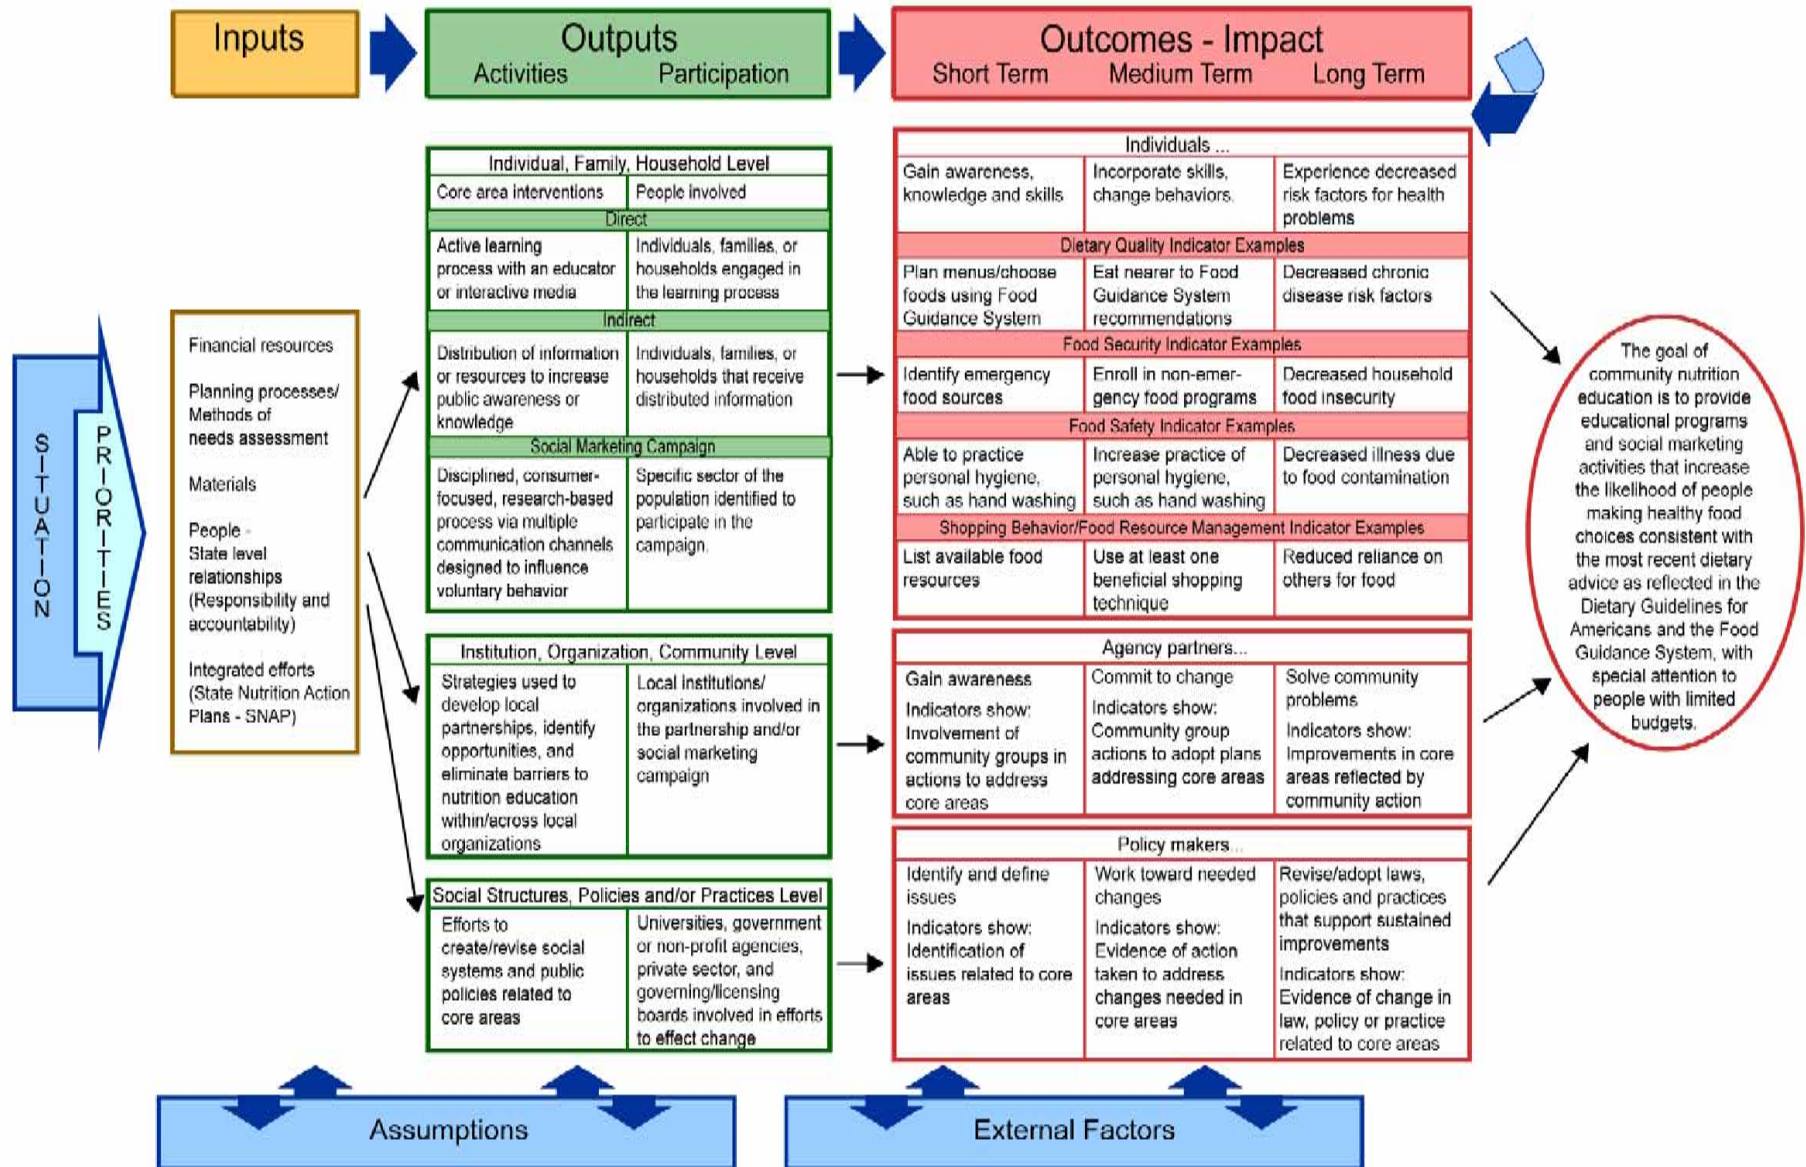 Inputs
Outputs
Activities
Participation
Outcomes - Impact
Short Term
Medium Term
Long Term
SITUATION
PRIORITIES
Financial resources
Planning processes/
Methods of
needs assessment
Materials
People -
State level
relationships
(Responsibility and
accountability)
Integrated efforts
(State Nutrition Action
Plans - SNAP)
Individual, Family, Household Level
Core area interventions
People involved
Direct
Active learning
process with an educator
or interactive media
Individuals, families, or
households engaged in
the learning process
Indirect
Distribution of information
or resources to increase
public awareness or
knowledge
Individuals, families, or
households that receive
distributed information
Social Marketing Campaign
Disciplined, consumer-
focused, research-based
process via multiple
communication channels
designed to influence
voluntary behavior
Specific sector of the
population identified to
participate in the
campaign.
Institution, Organization, Community Level
Strategies used to
develop local
partnerships, identify
opportunities, and
eliminate barriers to
nutrition education
within/across local
organizations
Local institutions/
organizations involved in
the partnership and/or
social marketing
campaign
Social Structures, Policies and/or Practices Level
Efforts to
create/revise social
systems and public
policies related to
core areas
Universities, government
or non-profit agencies,
private sector, and
governing/licensing
boards involved in efforts
to effect change
Individuals ...
Gain awareness,
knowledge and skills
Incorporate skills,
change behaviors.
Experience decreased
risk factors for health
problems
Dietary Quality Indicator Examples
Plan menus/choose
foods using Food
Guidance System
Eat nearer to Food
Guidance System
recommendations
Decreased chronic
disease risk factors
Food Security Indicator Examples
Identify emergency
food sources
Enroll in non-emer-
gency food programs
Decreased household
food insecurity
Food Safety Indicator Examples
Able to practice
personal hygiene,
such as hand washing
Increase practice of
personal hygiene,
such as hand washing
Decreased illness due
to food contamination
Shopping Behavior/Food Resource Management Indicator Examples
List available food
resources
Use at least one
beneficial shopping
technique
Reduced reliance on
others for food
Agency partners...
Gain awareness
Indicators show:
Involvement of
community groups in
actions to address
core areas
Commit to change
Indicators show:
Community group
actions to adopt plans
addressing core areas
Solve community
problems
Indicators show:
Improvements in core
areas reflected by
community action
Policy makers...
Identify and define
issues
Indicators show:
Identification of
issues related to core
areas
Work toward needed
changes
Indicators show:
Evidence of action
taken to address
changes needed in
core areas
Revise/adopt laws,
policies and practices
that support sustained
improvements
Indicators show:
Evidence of change in
law, policy or practice
related to core areas
The goal of
community nutrition
education is to provide
educational programs
and social marketing
activities that increase
the likelihood of people
making healthy food
choices consistent with
the most recent dietary
advice as reflected in the
Dietary Guidelines for
Americans and the Food
Guidance System, with
special attention to
people with limited
budgets.
Assumptions
External Factors